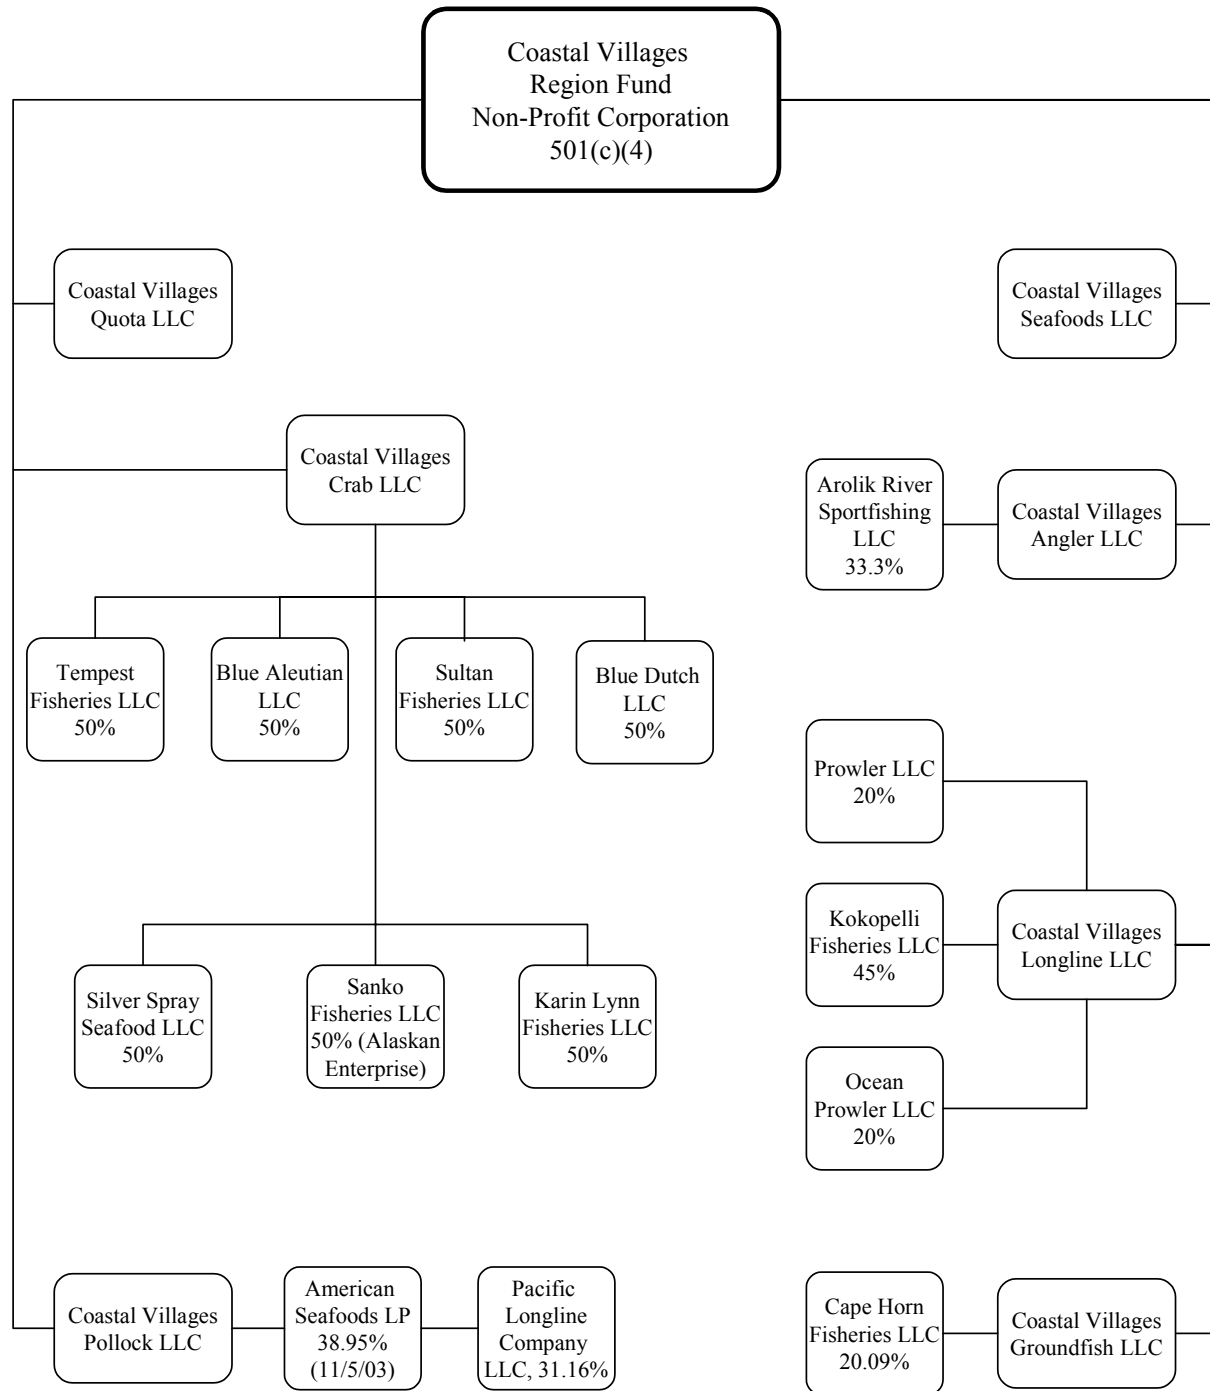 Coastal Villages
Region Fund
Non-Profit Corporation
501(c)(4)
Coastal Villages
Quota LLC
Coastal Villages
Seafoods LLC
Coastal Villages
Crab LLC
Arolik River
Sportfishing
LLC
33.3%
Coastal Villages
Angler LLC
Tempest
Fisheries LLC
50%
Blue Aleutian
LLC
50%
Sultan
Fisheries LLC
50%
Blue Dutch
LLC
50%
Prowler LLC
20%
Kokopelli
Fisheries LLC
45%
Coastal Villages
Longline LLC
Silver Spray
Seafood LLC
50%
Sanko
Fisheries LLC
50% (Alaskan
Enterprise)
Karin Lynn
Fisheries LLC
50%
Ocean
Prowler LLC
20%
Coastal Villages
Pollock LLC
American
Seafoods LP
38.95%
(11/5/03)
Pacific
Longline
Company
LLC, 31.16%
Cape Horn
Fisheries LLC
20.09%
Coastal Villages
Groundfish LLC